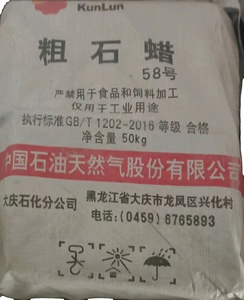 KunLun
粗石蜡
58号
严禁用于食品和饲料加工
仅用于工业用途
执行标准GB/T 1202-2016 等级 合格
净含量50kg
中国石油天然气股份有限公司
大庆石化分公司 黑龙江省大庆市龙凤区兴化村
电话:(0459) 6765893